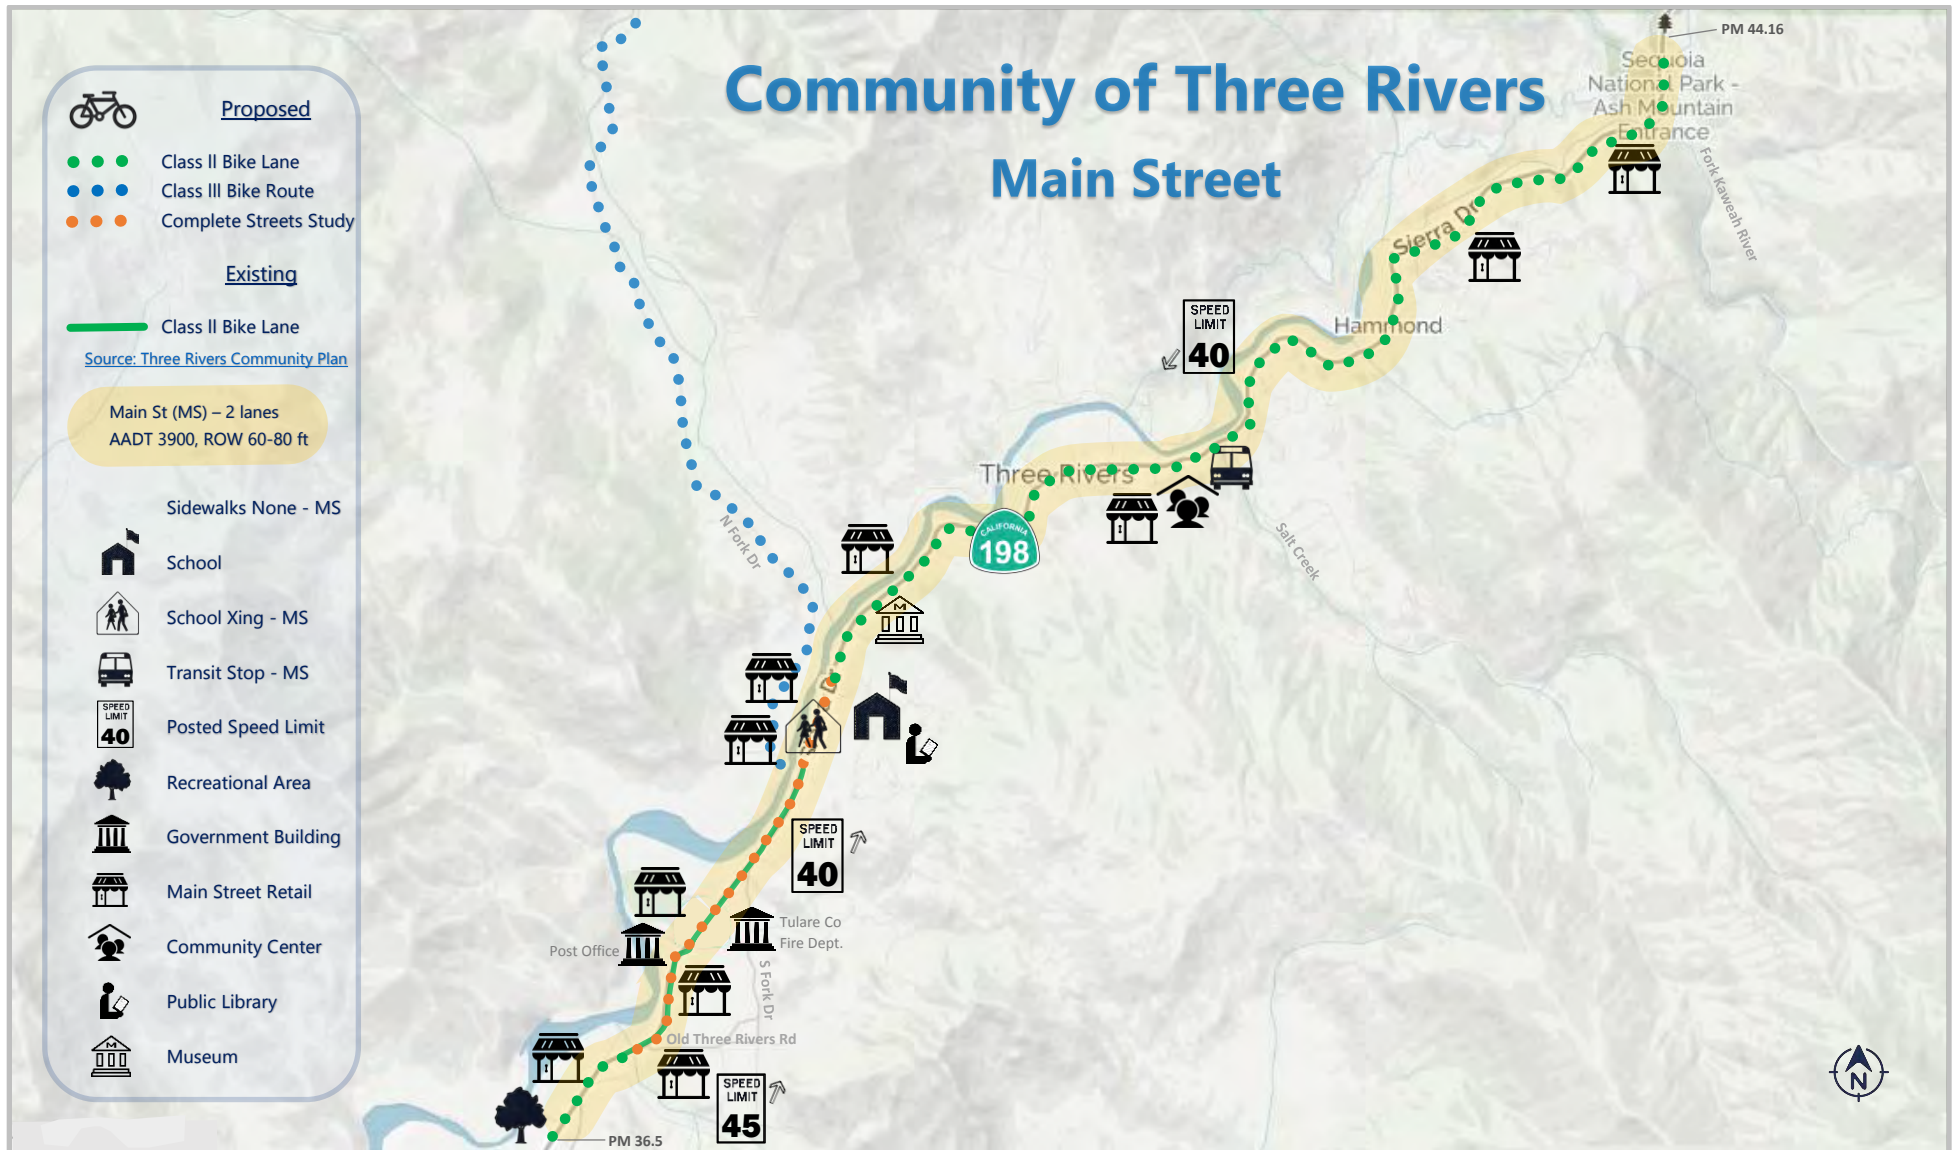 Community of Three Rivers
Main Street
Proposed
Class II Bike Lane
Class III Bike Route
Complete Streets Study
Existing
Class II Bike Lane
Source: Three Rivers Community Plan
Main St (MS) – 2 lanes
AADT 3900, ROW 60-80 ft
Sidewalks None - MS
School
School Xing - MS
Transit Stop - MS
SPEED
LIMIT
40
Posted Speed Limit
Recreational Area
Government Building
Main Street Retail
Community Center
Public Library
M
Museum
PM 44.16
Sequoia
National Park -
Ash Mountain
Entrance
Fork Kaweah River
Sierra Dr
Hammond
SPEED
LIMIT
40
Three Rivers
CALIFORNIA
198
Salt Creek
N Fork Dr
M
Dr
SPEED
LIMIT
40
Tulare Co
Fire Dept.
Post Office
S Fork Dr
Old Three Rivers Rd
SPEED
LIMIT
45
PM 36.5
N